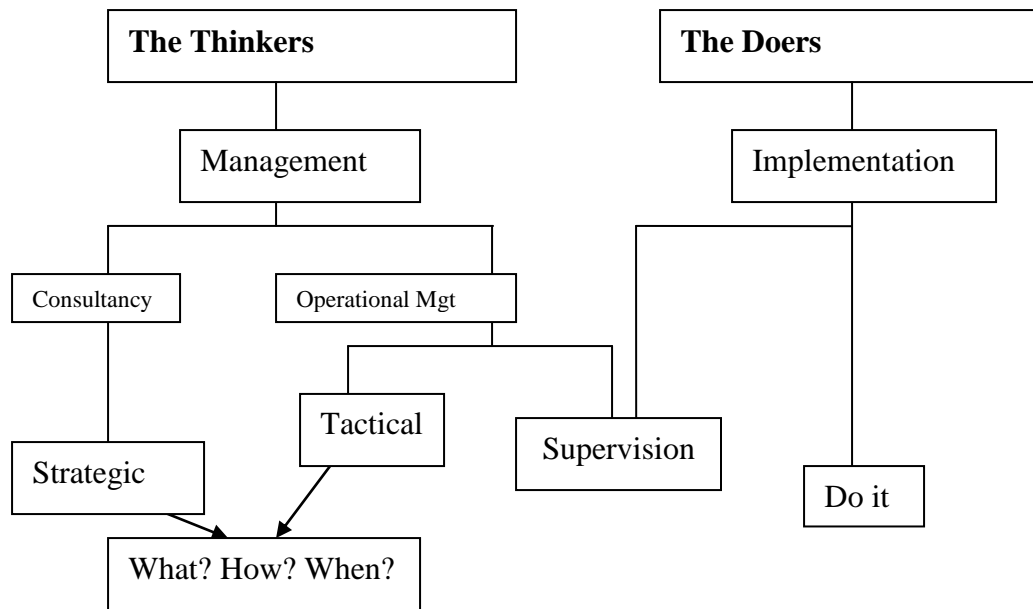 The Thinkers
The Doers
Management
Implementation
Consultancy
Operational Mgt
Tactical
Supervision
Strategic
Do it
What? How? When?